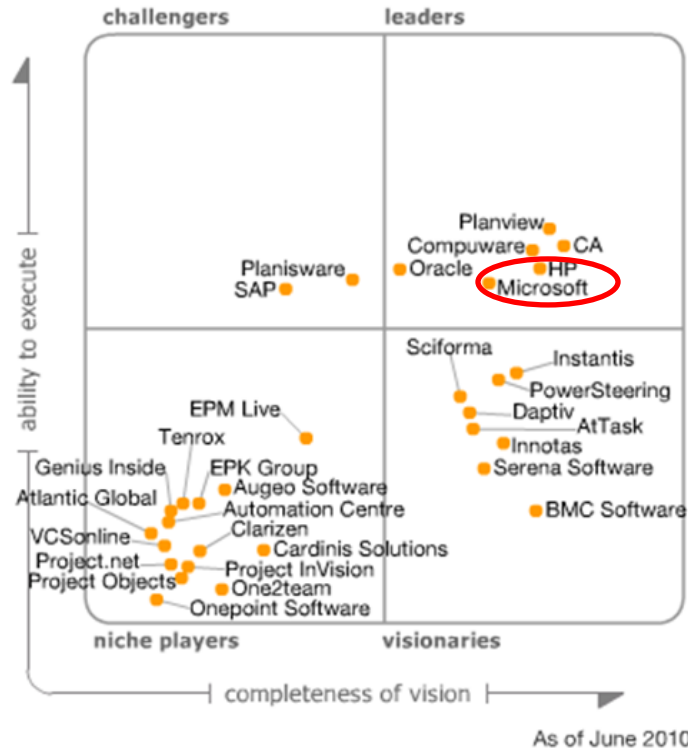 challengers
leaders
ability to execute
Planview
Compuware
CA
Planisware
Oracle
HP
SAP
Microsoft
Sciforma
Instantis
PowerSteering
EPM Live
Daptiv
Tenrox
AtTask
Innotas
Genius Inside
EPK Group
Serena Software
Augeo Software
Atlantic Global
Automation Centre
BMC Software
Clarizen
VCSonline
Cardinis Solutions
Project.net
Project InVision
Project Objects
One2team
Onepoint Software
niche players
visionaries
completeness of vision
As of June 2010